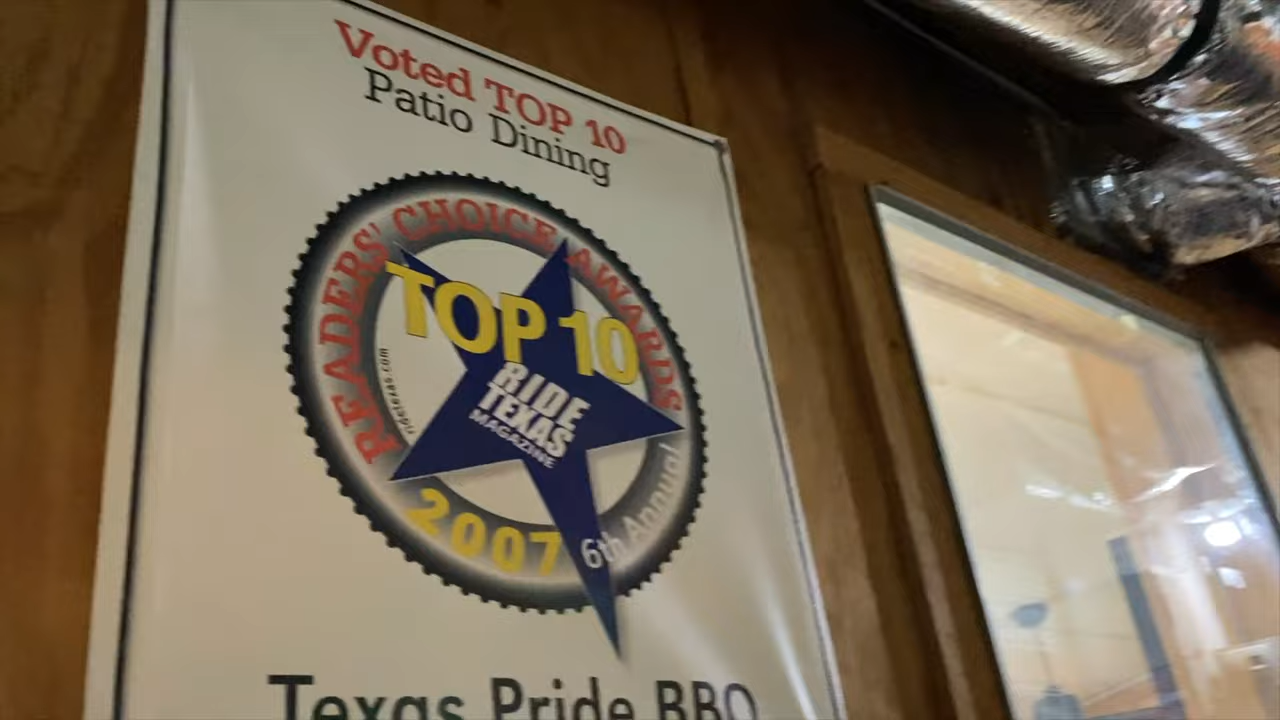 Voted TOP 10
Patio Dining
READERS' CHOICE AWARDS
TOP 10
RIDE
TEXAS
MAGAZINE
ridetexas.com
2007
6th Annual
Texas Pride BBQ